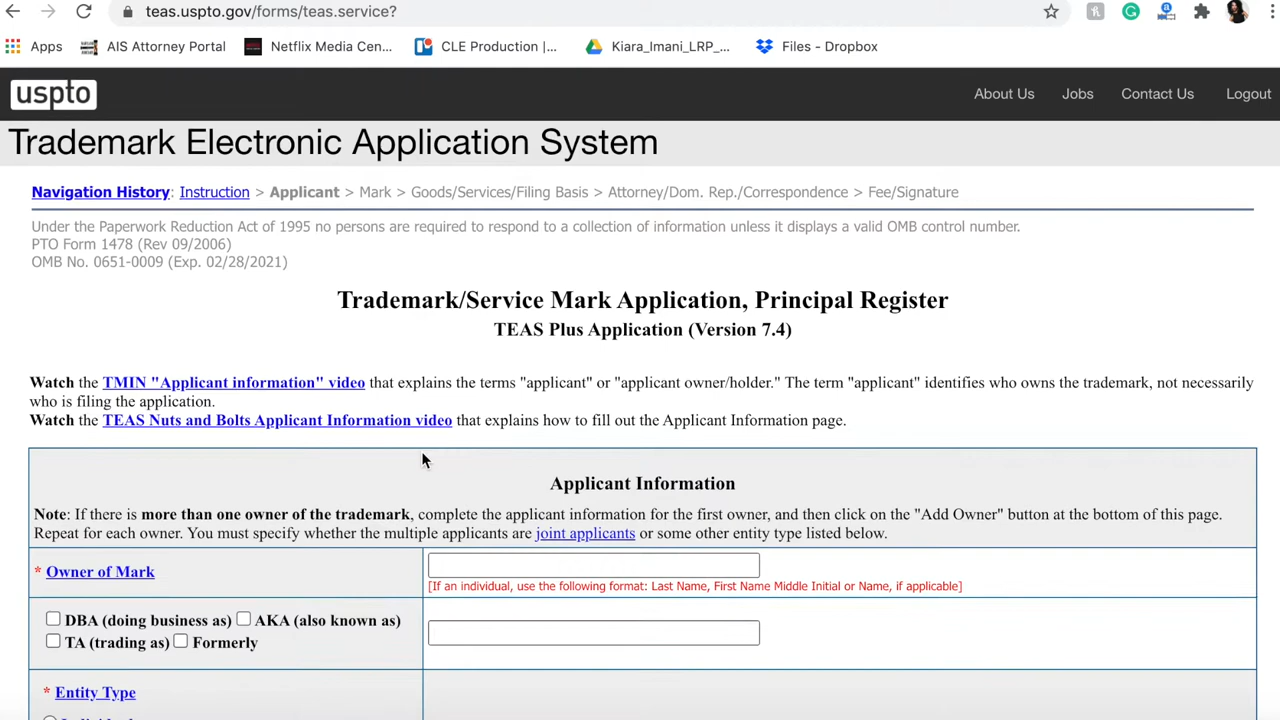 teas.uspto.gov/forms/teas.service?
Apps AIS Attorney Portal Netflix Media Cen... CLE Production |... Kiara_Imani_LRP_... Files - Dropbox
uspto About Us Jobs Contact Us Logout
Trademark Electronic Application System
Navigation History: Instruction > Applicant > Mark > Goods/Services/Filing Basis > Attorney/Dom. Rep./Correspondence > Fee/Signature
Under the Paperwork Reduction Act of 1995 no persons are required to respond to a collection of information unless it displays a valid OMB control number.
PTO Form 1478 (Rev 09/2006)
OMB No. 0651-0009 (Exp. 02/28/2021)
Trademark/Service Mark Application, Principal Register
TEAS Plus Application (Version 7.4)
Watch the TMIN "Applicant information" video that explains the terms "applicant" or "applicant owner/holder." The term "applicant" identifies who owns the trademark, not necessarily
who is filing the application.
Watch the TEAS Nuts and Bolts Applicant Information video that explains how to fill out the Applicant Information page.
Applicant Information
Note: If there is more than one owner of the trademark, complete the applicant information for the first owner, and then click on the "Add Owner" button at the bottom of this page.
Repeat for each owner. You must specify whether the multiple applicants are joint applicants or some other entity type listed below.
* Owner of Mark
[If an individual, use the following format: Last Name, First Name Middle Initial or Name, if applicable]
DBA (doing business as) AKA (also known as)
TA (trading as) Formerly
* Entity Type